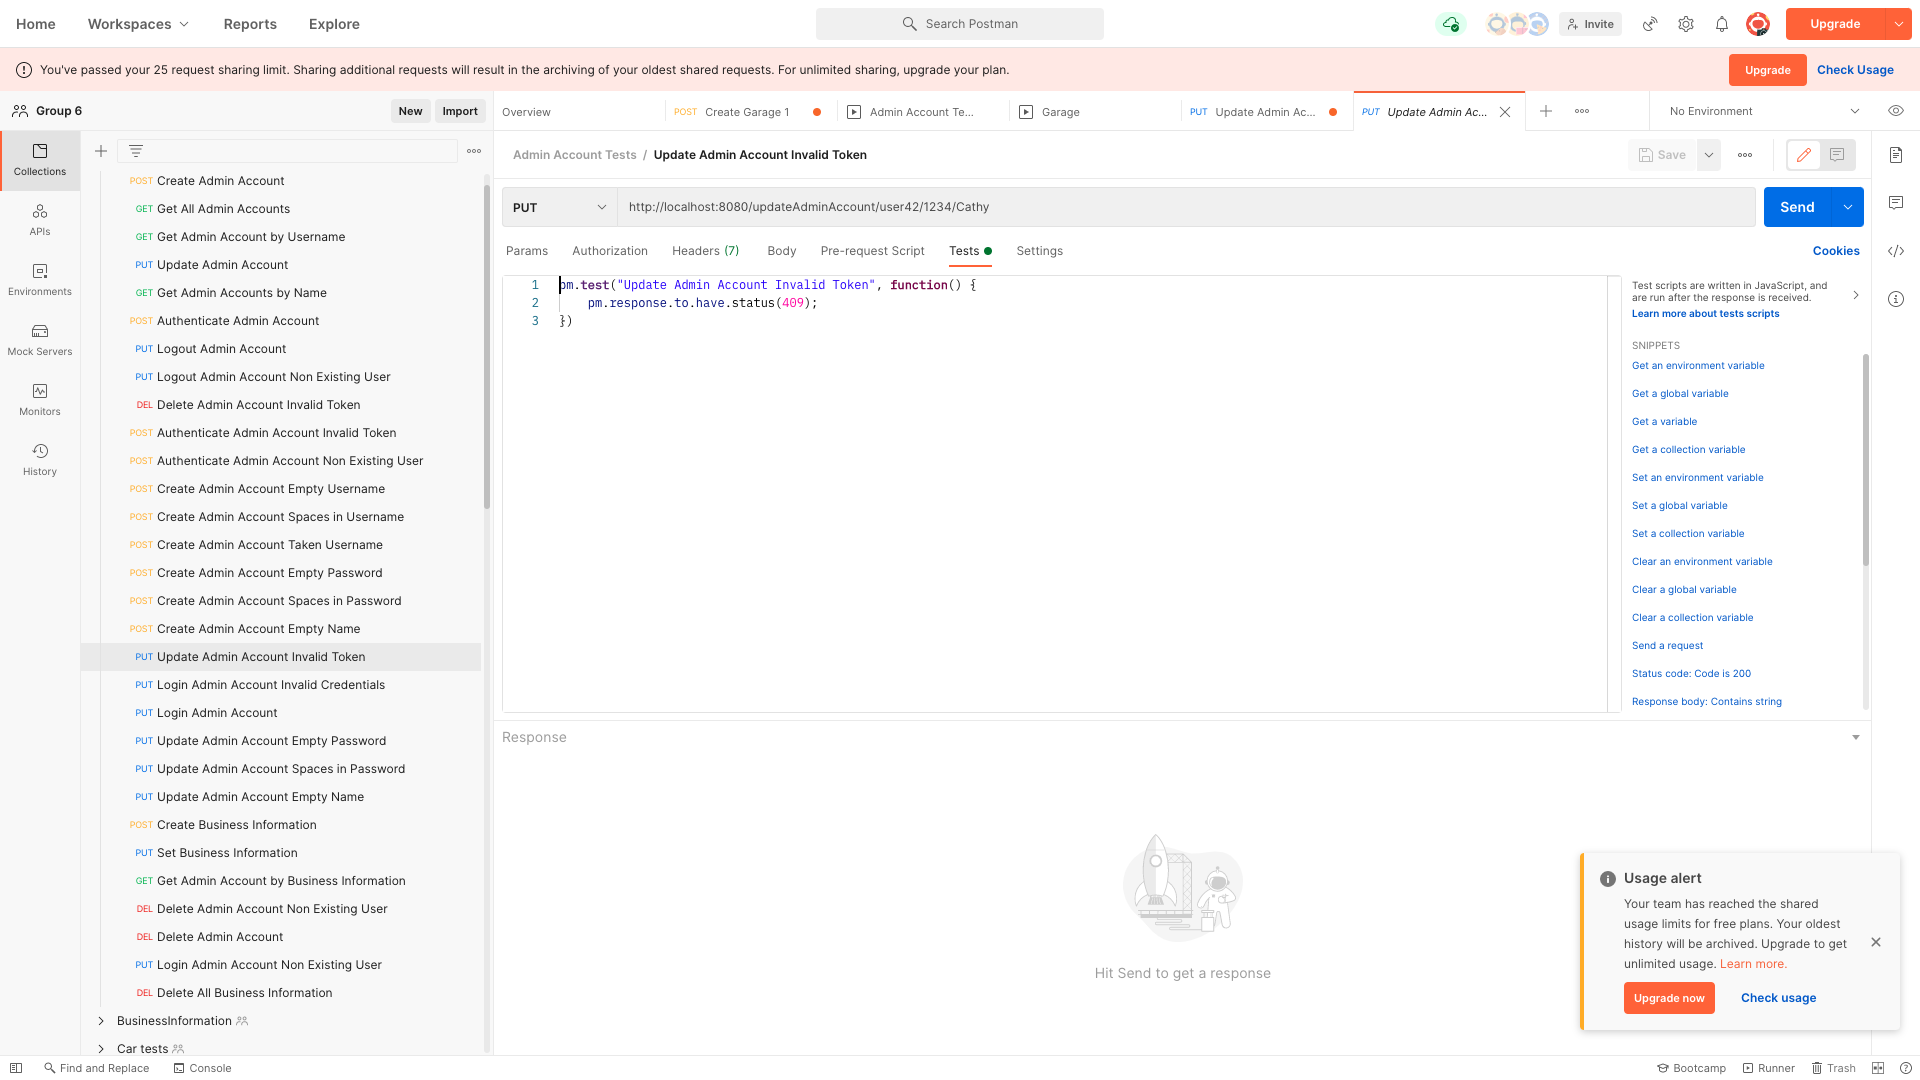 Home
Workspaces
Reports
Explore
Search Postman
Invite
Upgrade
You've passed your 25 request sharing limit. Sharing additional requests will result in the archiving of your oldest shared requests. For unlimited sharing, upgrade your plan.
Upgrade
Check Usage
Group 6
New
Import
Overview
POST Create Garage 1
Admin Account Te...
Garage
PUT Update Admin Ac...
PUT Update Admin Ac...
No Environment
Collections
APIs
Environments
Mock Servers
Monitors
History
POST Create Admin Account
GET Get All Admin Accounts
GET Get Admin Account by Username
PUT Update Admin Account
GET Get Admin Accounts by Name
POST Authenticate Admin Account
PUT Logout Admin Account
PUT Logout Admin Account Non Existing User
DEL Delete Admin Account Invalid Token
POST Authenticate Admin Account Invalid Token
POST Authenticate Admin Account Non Existing User
POST Create Admin Account Empty Username
POST Create Admin Account Spaces in Username
POST Create Admin Account Taken Username
POST Create Admin Account Empty Password
POST Create Admin Account Spaces in Password
POST Create Admin Account Empty Name
PUT Update Admin Account Invalid Token
PUT Login Admin Account Invalid Credentials
PUT Login Admin Account
PUT Update Admin Account Empty Password
PUT Update Admin Account Spaces in Password
PUT Update Admin Account Empty Name
POST Create Business Information
PUT Set Business Information
GET Get Admin Account by Business Information
DEL Delete Admin Account Non Existing User
DEL Delete Admin Account
PUT Login Admin Account Non Existing User
DEL Delete All Business Information
BusinessInformation
Car tests
Admin Account Tests / Update Admin Account Invalid Token
Save
PUT
http://localhost:8080/updateAdminAccount/user42/1234/Cathy
Send
Params
Authorization
Headers (7)
Body
Pre-request Script
Tests
Settings
Cookies
1 pm.test("Update Admin Account Invalid Token", function() {
2 pm.response.to.have.status(409);
3 })
Test scripts are written in JavaScript, and
are run after the response is received.
Learn more about tests scripts
SNIPPETS
Get an environment variable
Get a global variable
Get a variable
Get a collection variable
Set an environment variable
Set a global variable
Set a collection variable
Clear an environment variable
Clear a global variable
Clear a collection variable
Send a request
Status code: Code is 200
Response body: Contains string
Response
Hit Send to get a response
Usage alert
Your team has reached the shared
usage limits for free plans. Your oldest
history will be archived. Upgrade to get
unlimited usage. Learn more.
Upgrade now
Check usage
Find and Replace
Console
Bootcamp
Runner
Trash